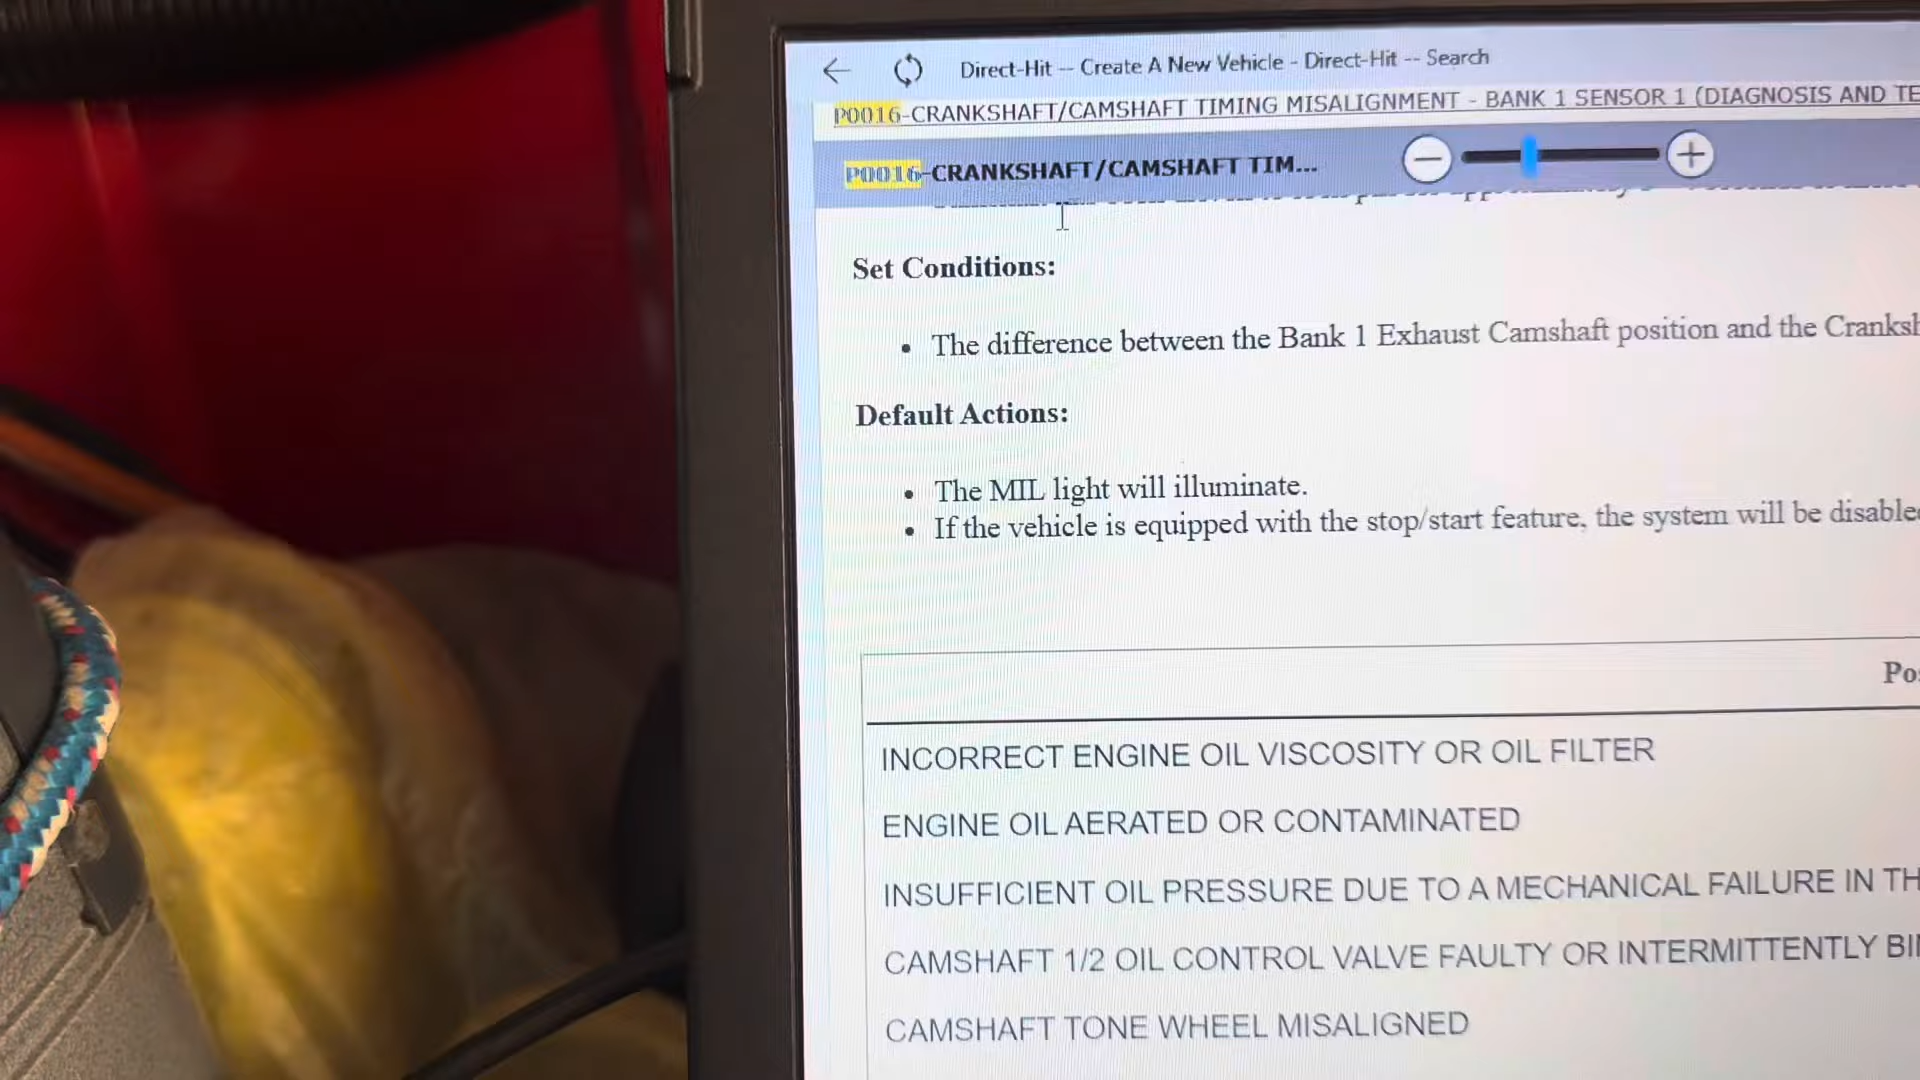 Direct-Hit -- Create A New Vehicle - Direct-Hit -- Search
P0016-CRANKSHAFT/CAMSHAFT TIMING MISALIGNMENT - BANK 1 SENSOR 1 (DIAGNOSIS AND TE
P0016-CRANKSHAFT/CAMSHAFT TIM...
Set Conditions:
• The difference between the Bank 1 Exhaust Camshaft position and the Cranksh
Default Actions:
• The MIL light will illuminate.
• If the vehicle is equipped with the stop/start feature, the system will be disabled
Pos
INCORRECT ENGINE OIL VISCOSITY OR OIL FILTER
ENGINE OIL AERATED OR CONTAMINATED
INSUFFICIENT OIL PRESSURE DUE TO A MECHANICAL FAILURE IN TH
CAMSHAFT 1/2 OIL CONTROL VALVE FAULTY OR INTERMITTENTLY BI
CAMSHAFT TONE WHEEL MISALIGNED